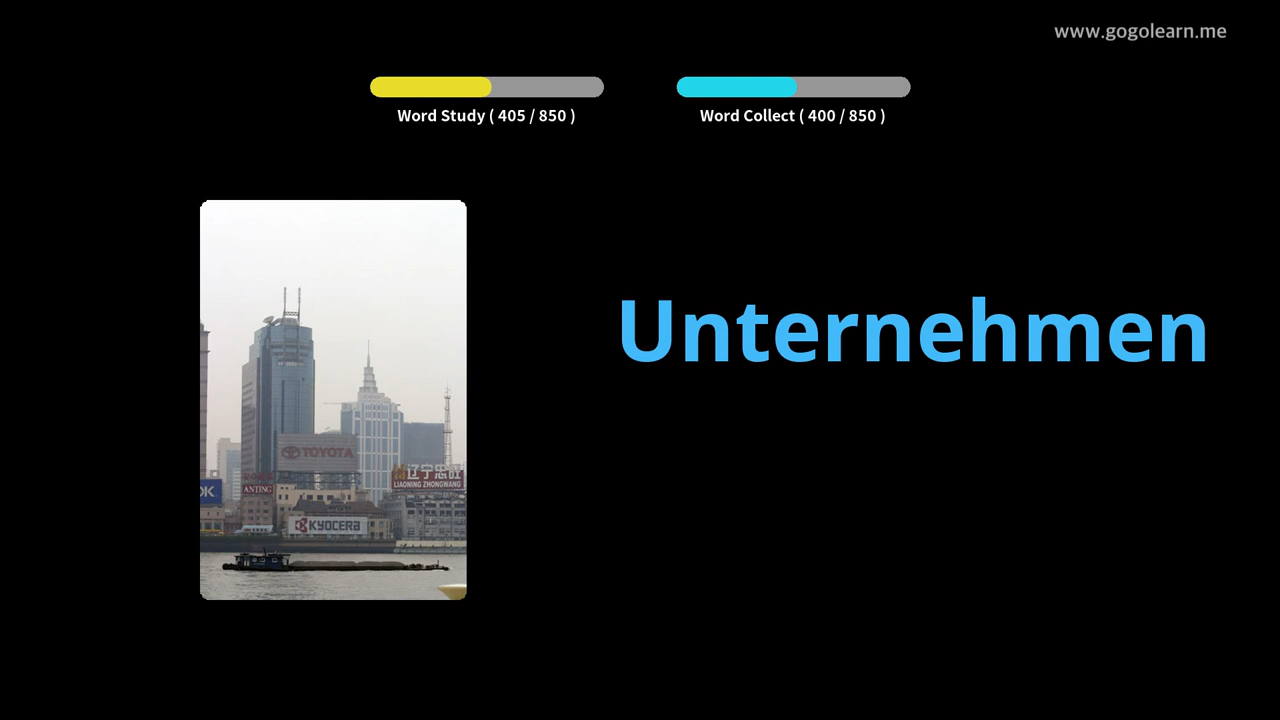 www.gogolearn.me
Word Study ( 405 / 850 )
Word Collect ( 400 / 850 )
Unternehmen
TOYOTA
辽宁忠旺
LIAONING ZHONGWANG
OK
ANTING
KYOCERA